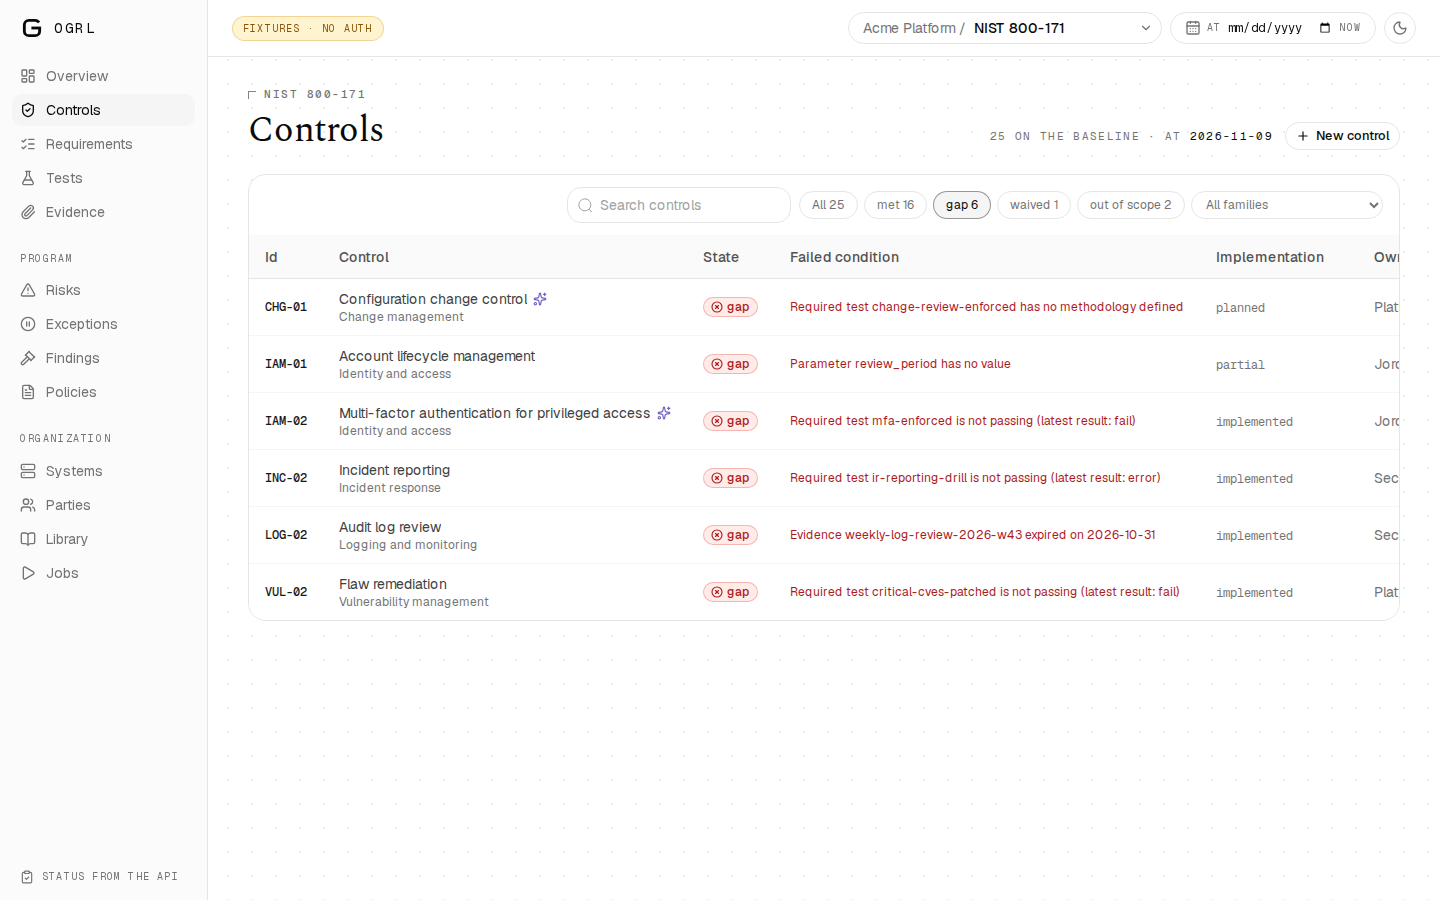 OGRL
FIXTURES · NO AUTH
Acme Platform / NIST 800-171
AT mm/dd/yyyy NOW
Overview
Controls
Requirements
Tests
Evidence
PROGRAM
Risks
Exceptions
Findings
Policies
ORGANIZATION
Systems
Parties
Library
Jobs
STATUS FROM THE API
NIST 800-171
Controls
25 ON THE BASELINE · AT 2026-11-09
New control
Search controls
All 25
met 16
gap 6
waived 1
out of scope 2
All families
Id Control State Failed condition Implementation Own
CHG-01 Configuration change control gap Required test change-review-enforced has no methodology defined planned Plat
Change management
IAM-01 Account lifecycle management gap Parameter review_period has no value partial Jor
Identity and access
IAM-02 Multi-factor authentication for privileged access gap Required test mfa-enforced is not passing (latest result: fail) implemented Jor
Identity and access
INC-02 Incident reporting gap Required test ir-reporting-drill is not passing (latest result: error) implemented Sec
Incident response
LOG-02 Audit log review gap Evidence weekly-log-review-2026-w43 expired on 2026-10-31 implemented Sec
Logging and monitoring
VUL-02 Flaw remediation gap Required test critical-cves-patched is not passing (latest result: fail) implemented Plat
Vulnerability management